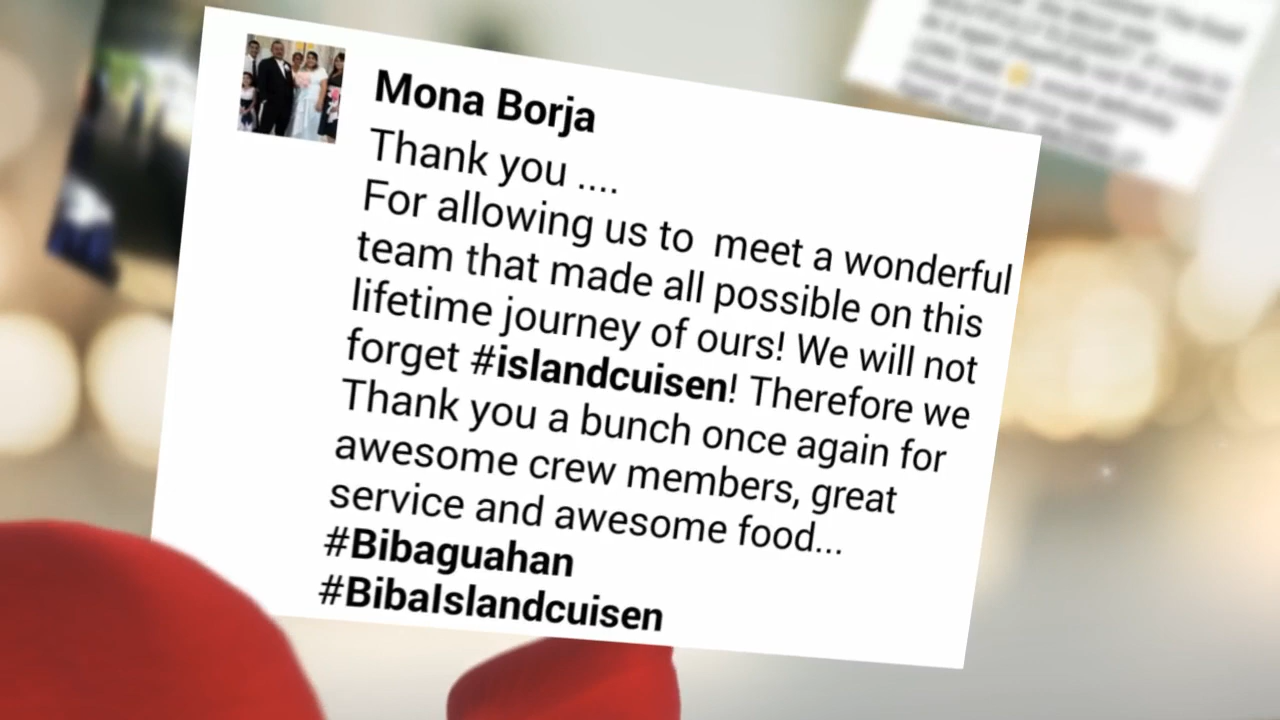 Mona Borja
Thank you ....
For allowing us to meet a wonderful
team that made all possible on this
lifetime journey of ours! We will not
forget #islandcuisen! Therefore we
Thank you a bunch once again for
awesome crew members, great
service and awesome food...
#Bibaguahan
#BibaIslandcuisen